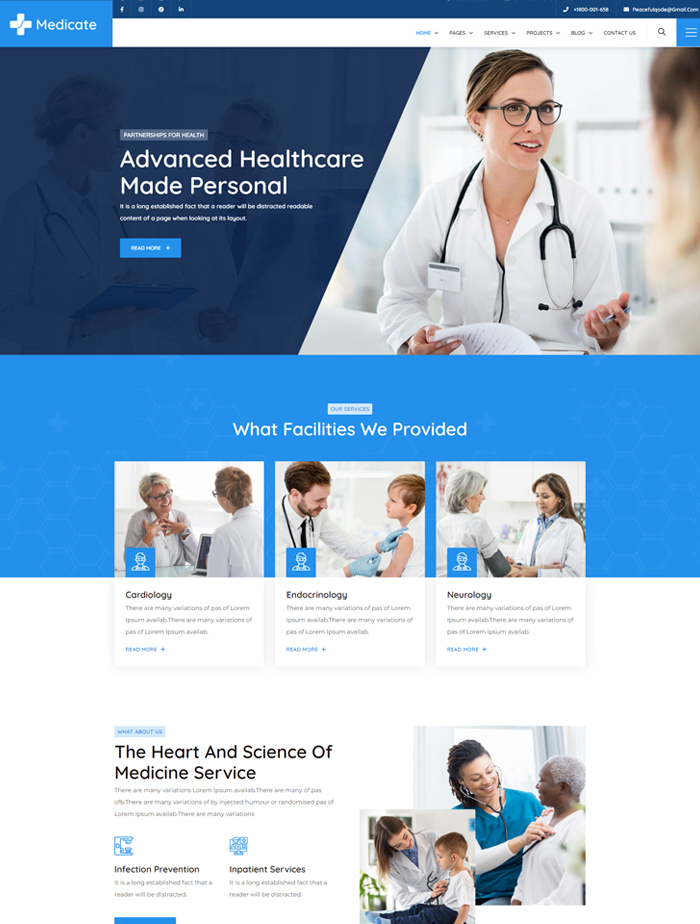 +1800-001-658
Peacefulqode@Gmail.Com
Medicate
HOME
PAGES
SERVICES
PROJECTS
BLOG
CONTACT US
PARTNERSHIPS FOR HEALTH
Advanced Healthcare
Made Personal
It is a long established fact that a reader will be distracted readable
content of a page when looking at its layout.
READ MORE +
OUR SERVICES
What Facilities We Provided
Cardiology
There are many variations of pas of Lorem
Ipsum availab.There are many variations of
pas of Lorem Ipsum availab.
READ MORE +
Endocrinology
There are many variations of pas of Lorem
Ipsum availab.There are many variations of
pas of Lorem Ipsum availab.
READ MORE +
Neurology
There are many variations of pas of Lorem
Ipsum availab.There are many variations of
pas of Lorem Ipsum availab.
READ MORE +
WHAT ABOUT US
The Heart And Science Of
Medicine Service
There are many variations Lorem Ipsum availab.There are many of pas
ofb.There are many variations of by injected humour or randomised pas of
Lorem Ipsum availab.There are many variations
Infection Prevention
It is a long established fact that a
reader will be distracted.
Inpatient Services
It is a long established fact that a
reader will be distracted.